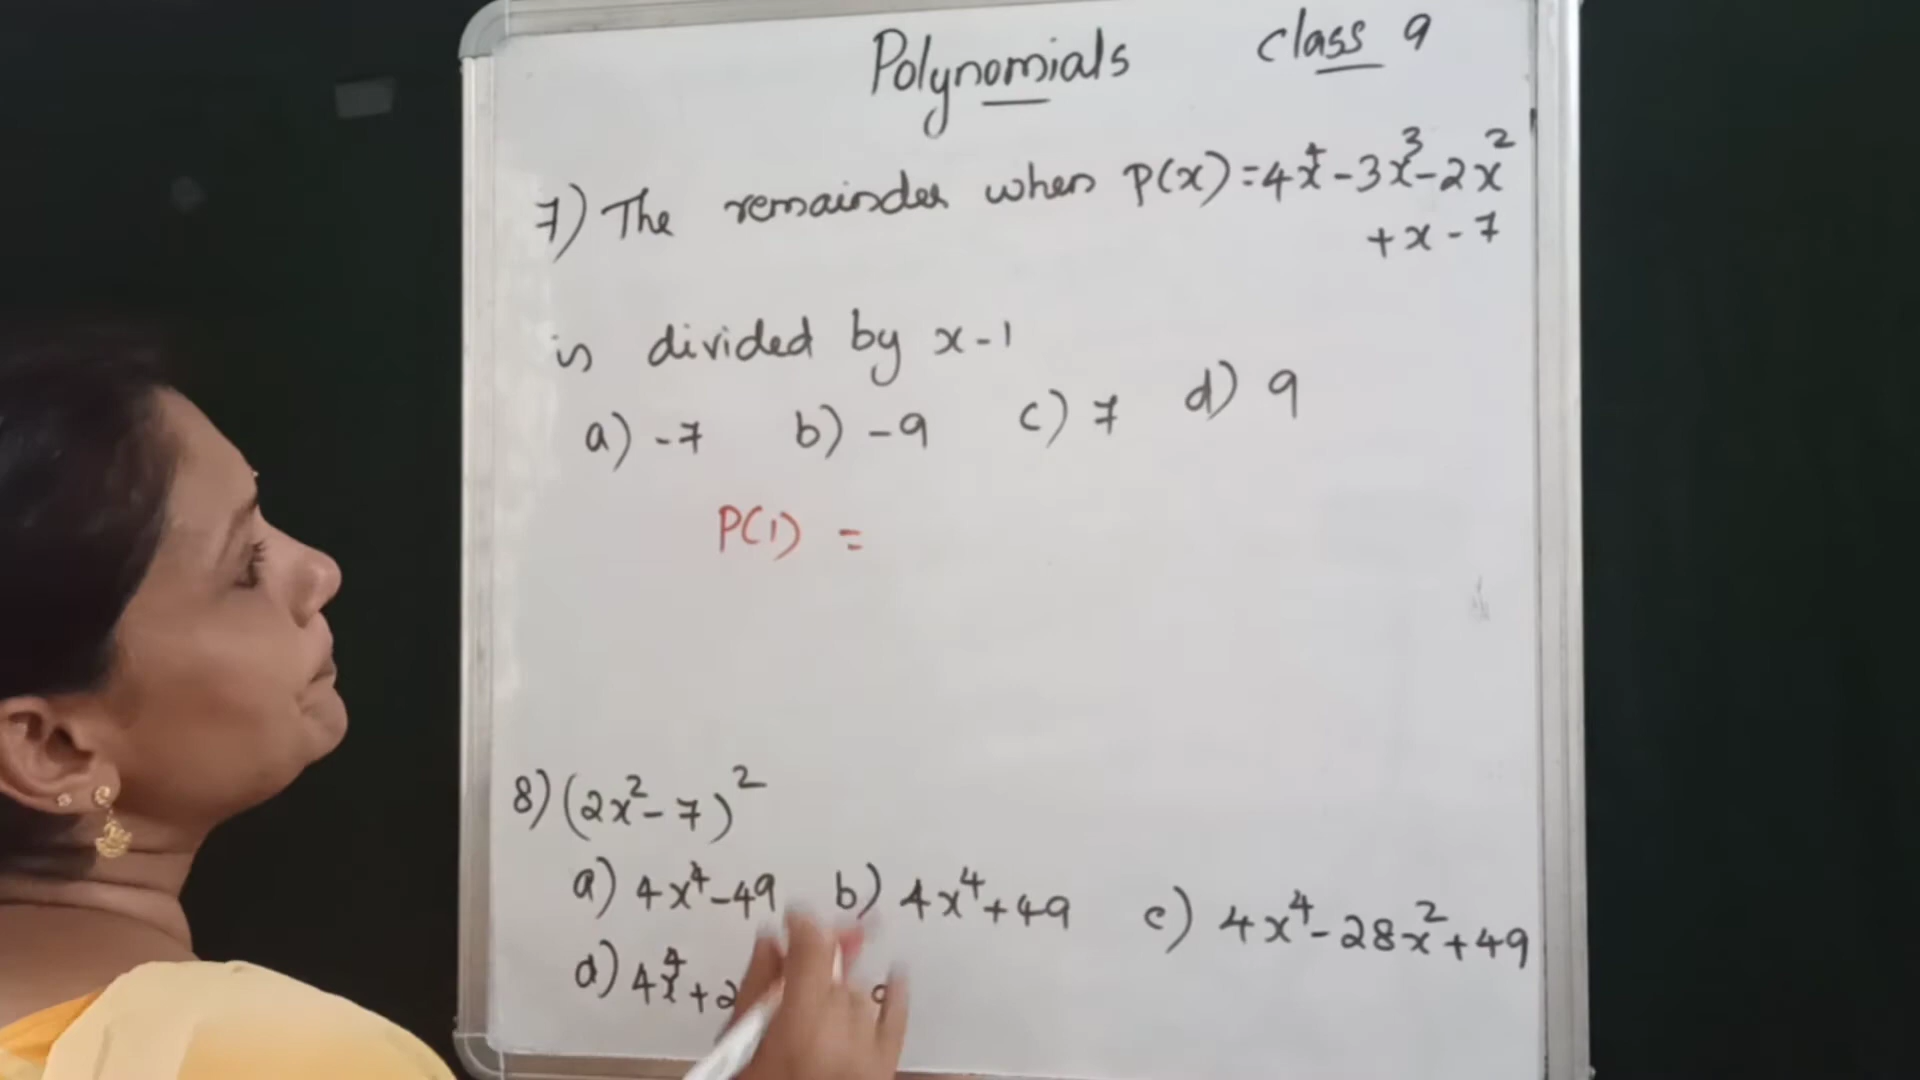 Polynomials class 9
7) The remainder when P(x) = 4x⁴ - 3x³ - 2x²
+ x - 7
is divided by x - 1
a) -7 b) -9 c) 7 d) 9
P(1) =
8) (2x² - 7)²
a) 4x⁴ - 49 b) 4x⁴ + 49 c) 4x⁴ - 28x² + 49
d) 4x⁴ + 2